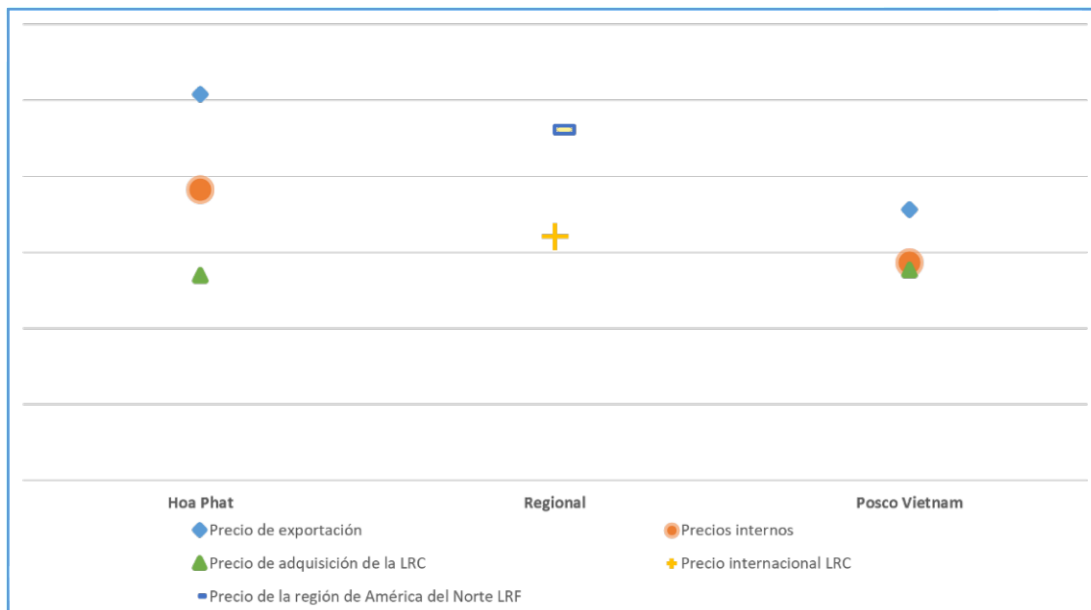 Hoa Phat Regional Posco Vietnam
Precio de exportación Precios internos
Precio de adquisición de la LRC Precio internacional LRC
Precio de la región de América del Norte LRF